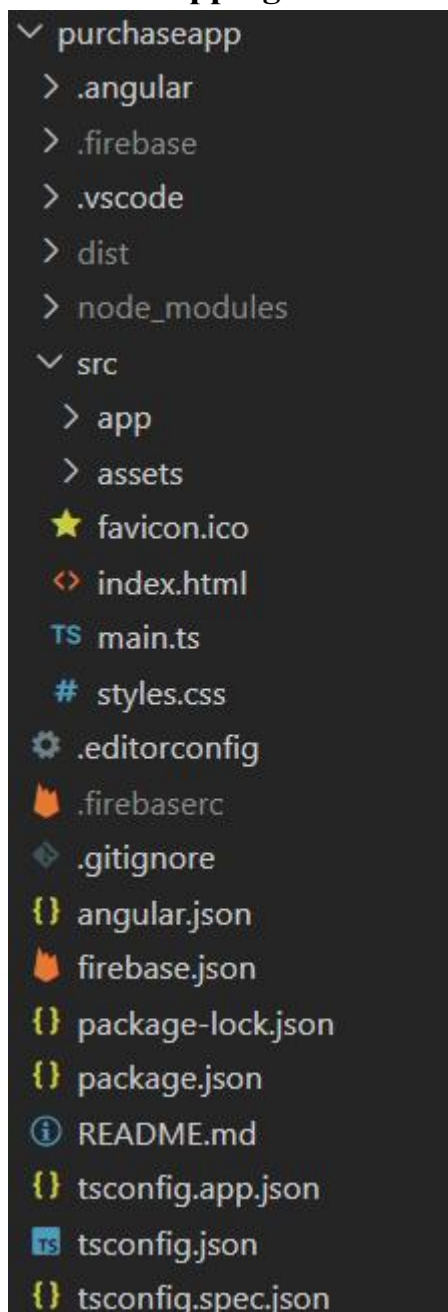 purchaseapp
.angular
.firebase
.vscode
dist
node_modules
src
app
assets
favicon.ico
<> index.html
TS main.ts
# styles.css
.editorconfig
.firebaserc
.gitignore
{} angular.json
firebase.json
{} package-lock.json
{} package.json
README.md
{} tsconfig.app.json
TS tsconfig.json
{} tsconfig.spec.json